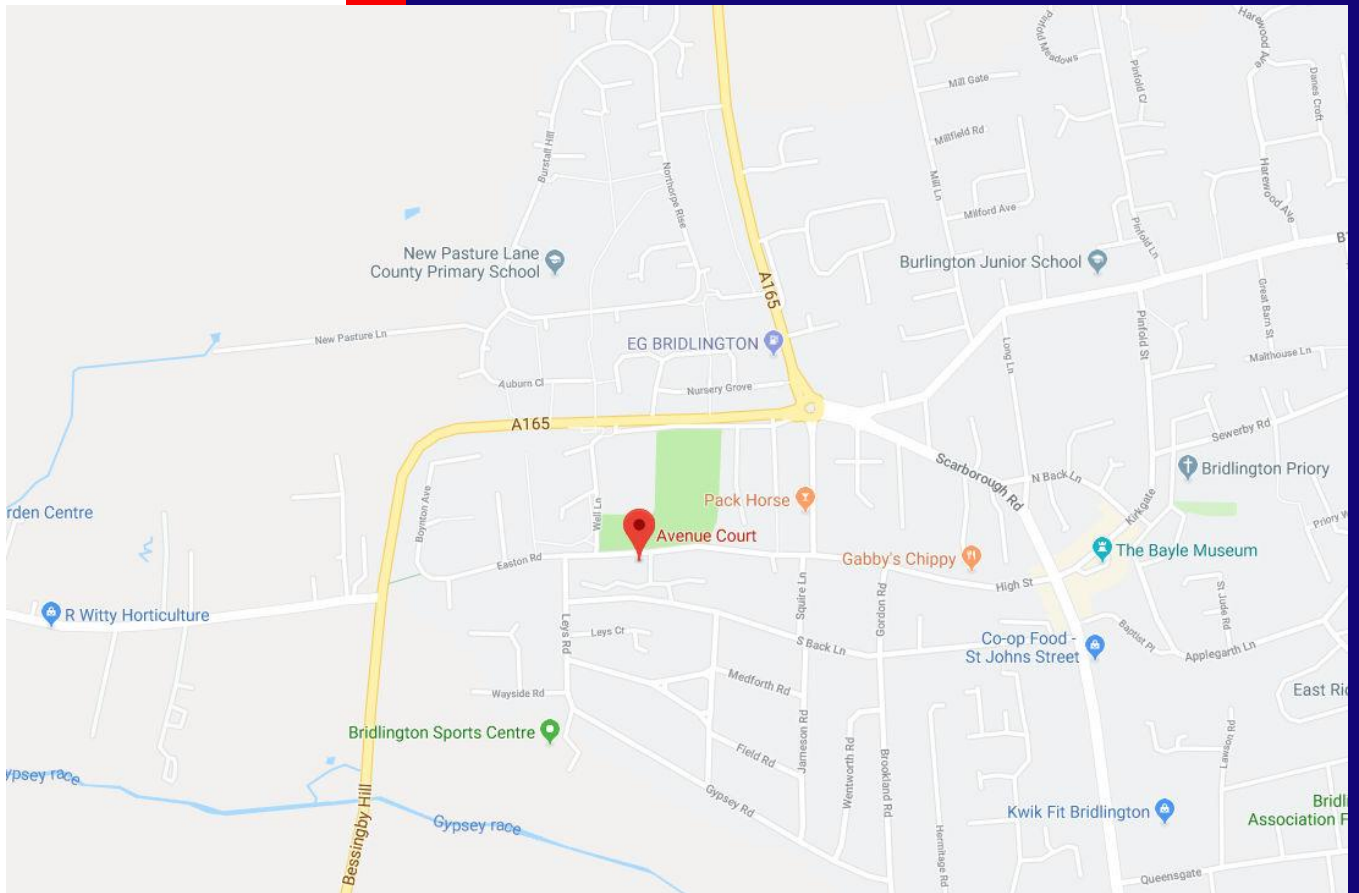 Harewood Ave
Pinfold
Meadows
Pinfold Cl
Danes Croft
Mill Gate
Millfield Rd
Burstall Hill
Northorpe Rise
Mill Ln
Harewood Ave
Milford Ave
Pinfold Ln
New Pasture Lane
County Primary School
Burlington Junior School
A165
Great Barn St
Pinfold St
New Pasture Ln
EG BRIDLINGTON
Long Ln
Malthouse Ln
Auburn Cl
Nursery Grove
A165
Sewerby Rd
Scarborough Rd
N Back Ln
Bridlington Priory
Boynton Ave
Well Ln
Pack Horse
Kirkgate
rden Centre
Avenue Court
Priory W
The Bayle Museum
Easton Rd
Gabby's Chippy
High St
Squire Ln
Gordon Rd
St Jude Rd
R Witty Horticulture
Leys Rd
Leys Cr
S Back Ln
Co-op Food -
St Johns Street
Baptist Pl
Applegarth Ln
Medforth Rd
East Ri
Wayside Rd
Bridlington Sports Centre
Field Rd
Jameson Rd
Wentworth Rd
Brookland Rd
Lawson Rd
ypsey race
Gypsey Rd
Bessingby Hill
Gypsey race
Kwik Fit Bridlington
Bridli
Association F
Hermitage Rd
Queensgate